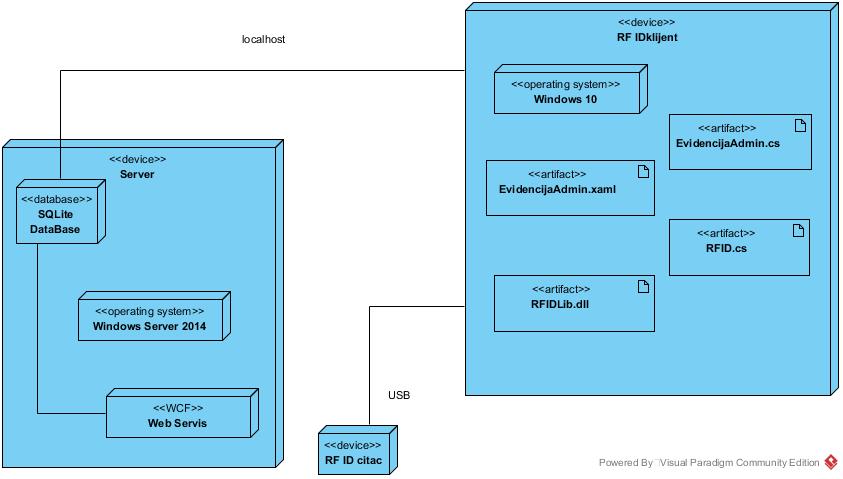 localhost
<<device>>
RF IDklijent
<<operating system>>
Windows 10
<<artifact>>
EvidencijaAdmin.cs
<<artifact>>
EvidencijaAdmin.xaml
<<artifact>>
RFID.cs
<<artifact>>
RFIDLib.dll
<<device>>
Server
<<database>>
SQLite
DataBase
<<operating system>>
Windows Server 2014
<<WCF>>
Web Servis
USB
<<device>>
RF ID citac
Powered By Visual Paradigm Community Edition